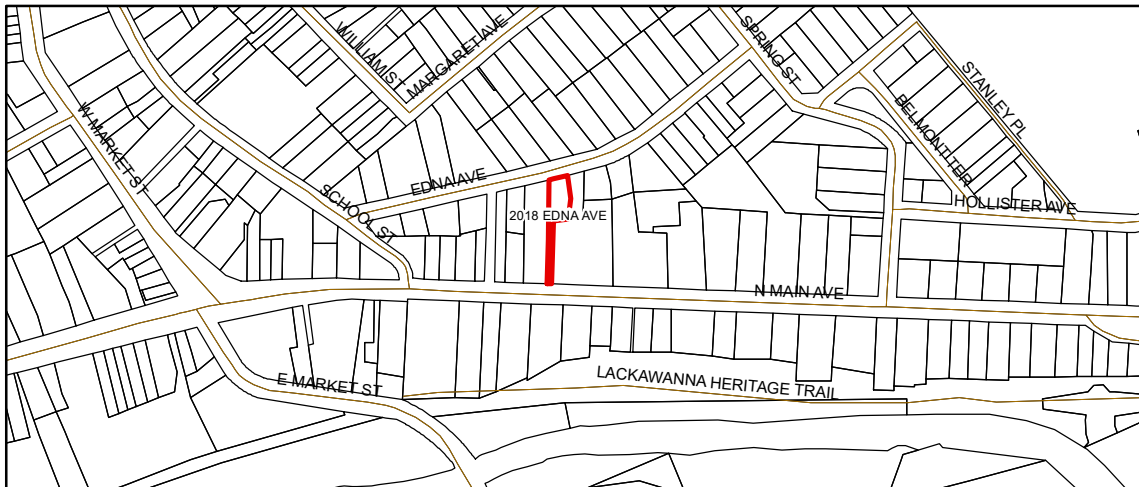 WILLIAM ST
MARGARET AVE
SPRING ST
STANLEY PL
W MARKET ST
BELMONT TER
EDNA AVE
SCHOOL ST
HOLLISTER AVE
2018 EDNA AVE
N MAIN AVE
E MARKET ST
LACKAWANNA HERITAGE TRAIL